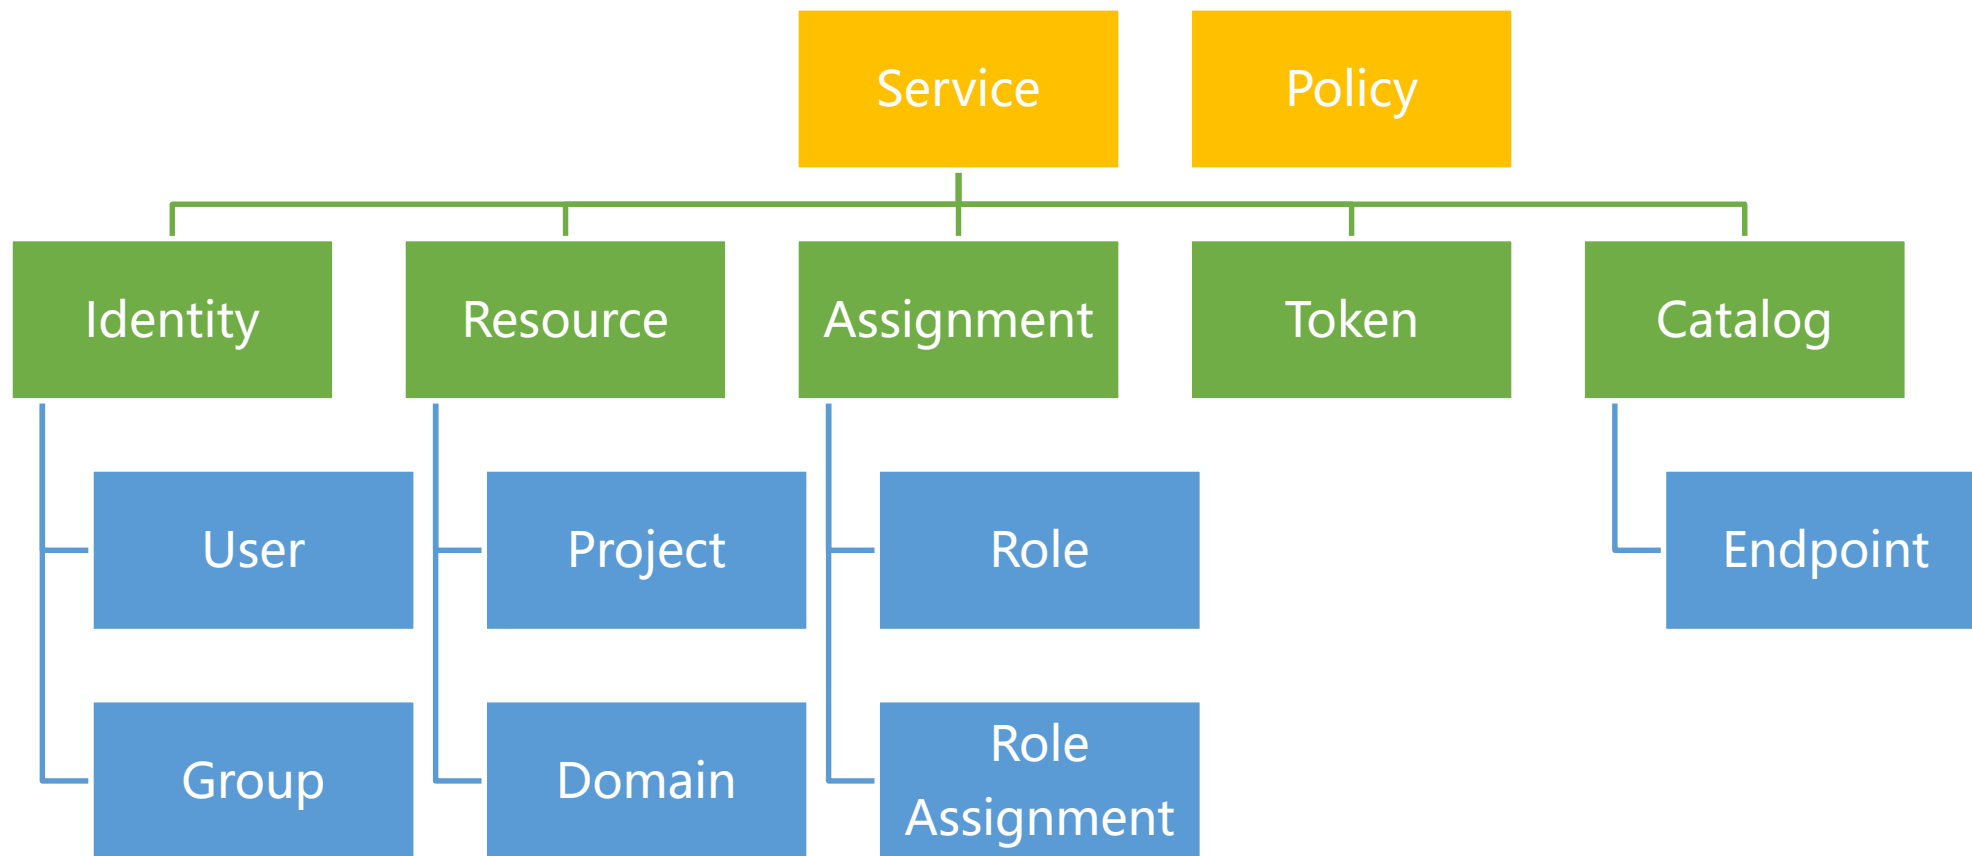 Service
Policy
Identity
Resource
Assignment
Token
Catalog
User
Project
Role
Endpoint
Group
Domain
Role
Assignment